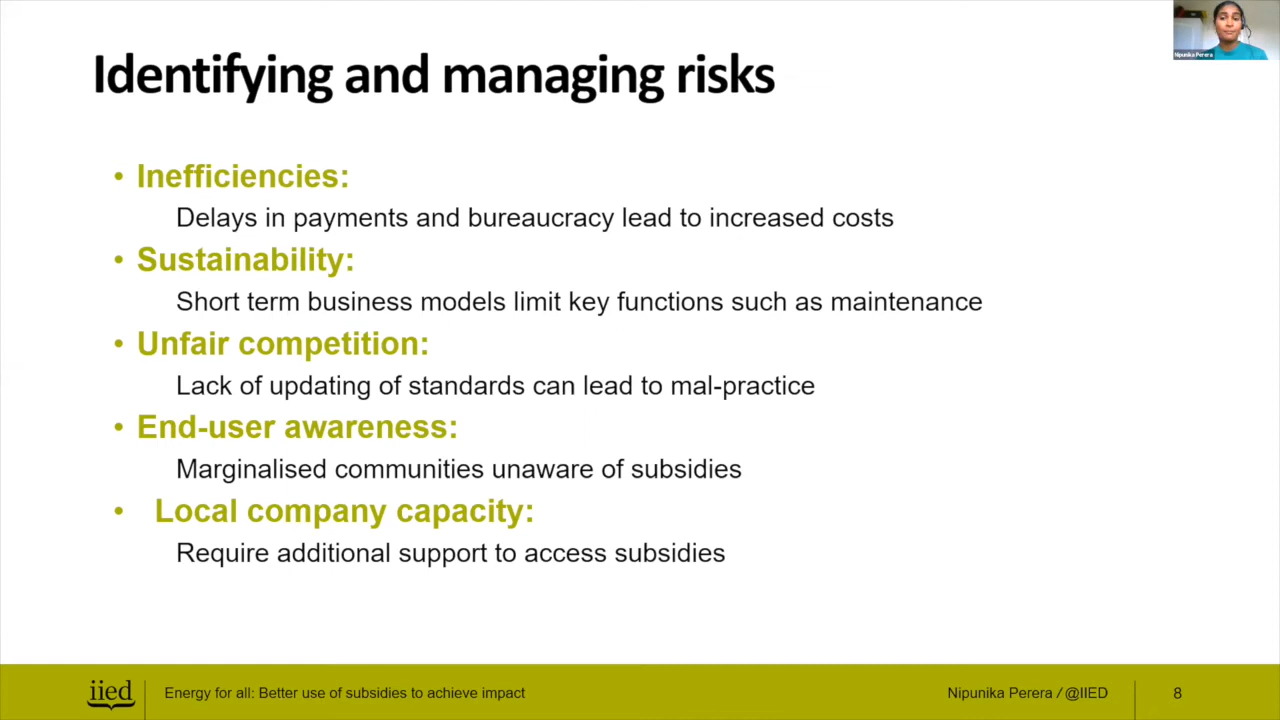 Nipunika Perera
Identifying and managing risks
• Inefficiencies:
Delays in payments and bureaucracy lead to increased costs
• Sustainability:
Short term business models limit key functions such as maintenance
• Unfair competition:
Lack of updating of standards can lead to mal-practice
• End-user awareness:
Marginalised communities unaware of subsidies
• Local company capacity:
Require additional support to access subsidies
iied
Energy for all: Better use of subsidies to achieve impact
Nipunika Perera / @IIED
8